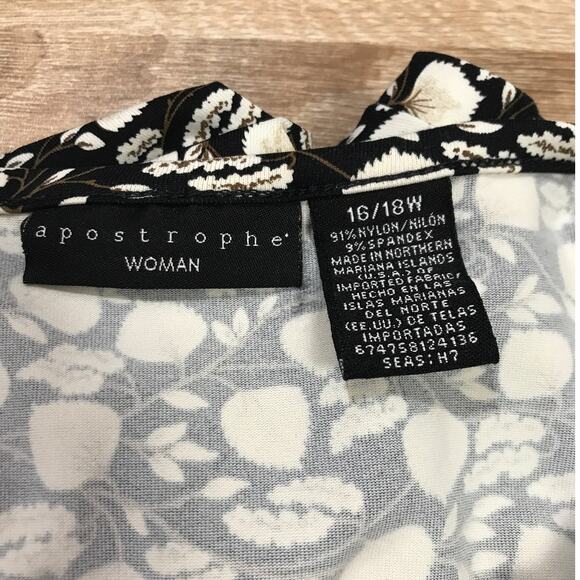 apostrophe
WOMAN
16/18W
91% NYLON/NILÓN
9% SPANDEX
MADE IN NORTHERN
MARIANA ISLANDS
(U.S.A.) OF
IMPORTED FABRIC/
HECHO EN LAS
ISLAS MARIANAS
DEL NORTE
(EE.UU.) DE TELAS
IMPORTADAS
674758124136
SEAS: H7